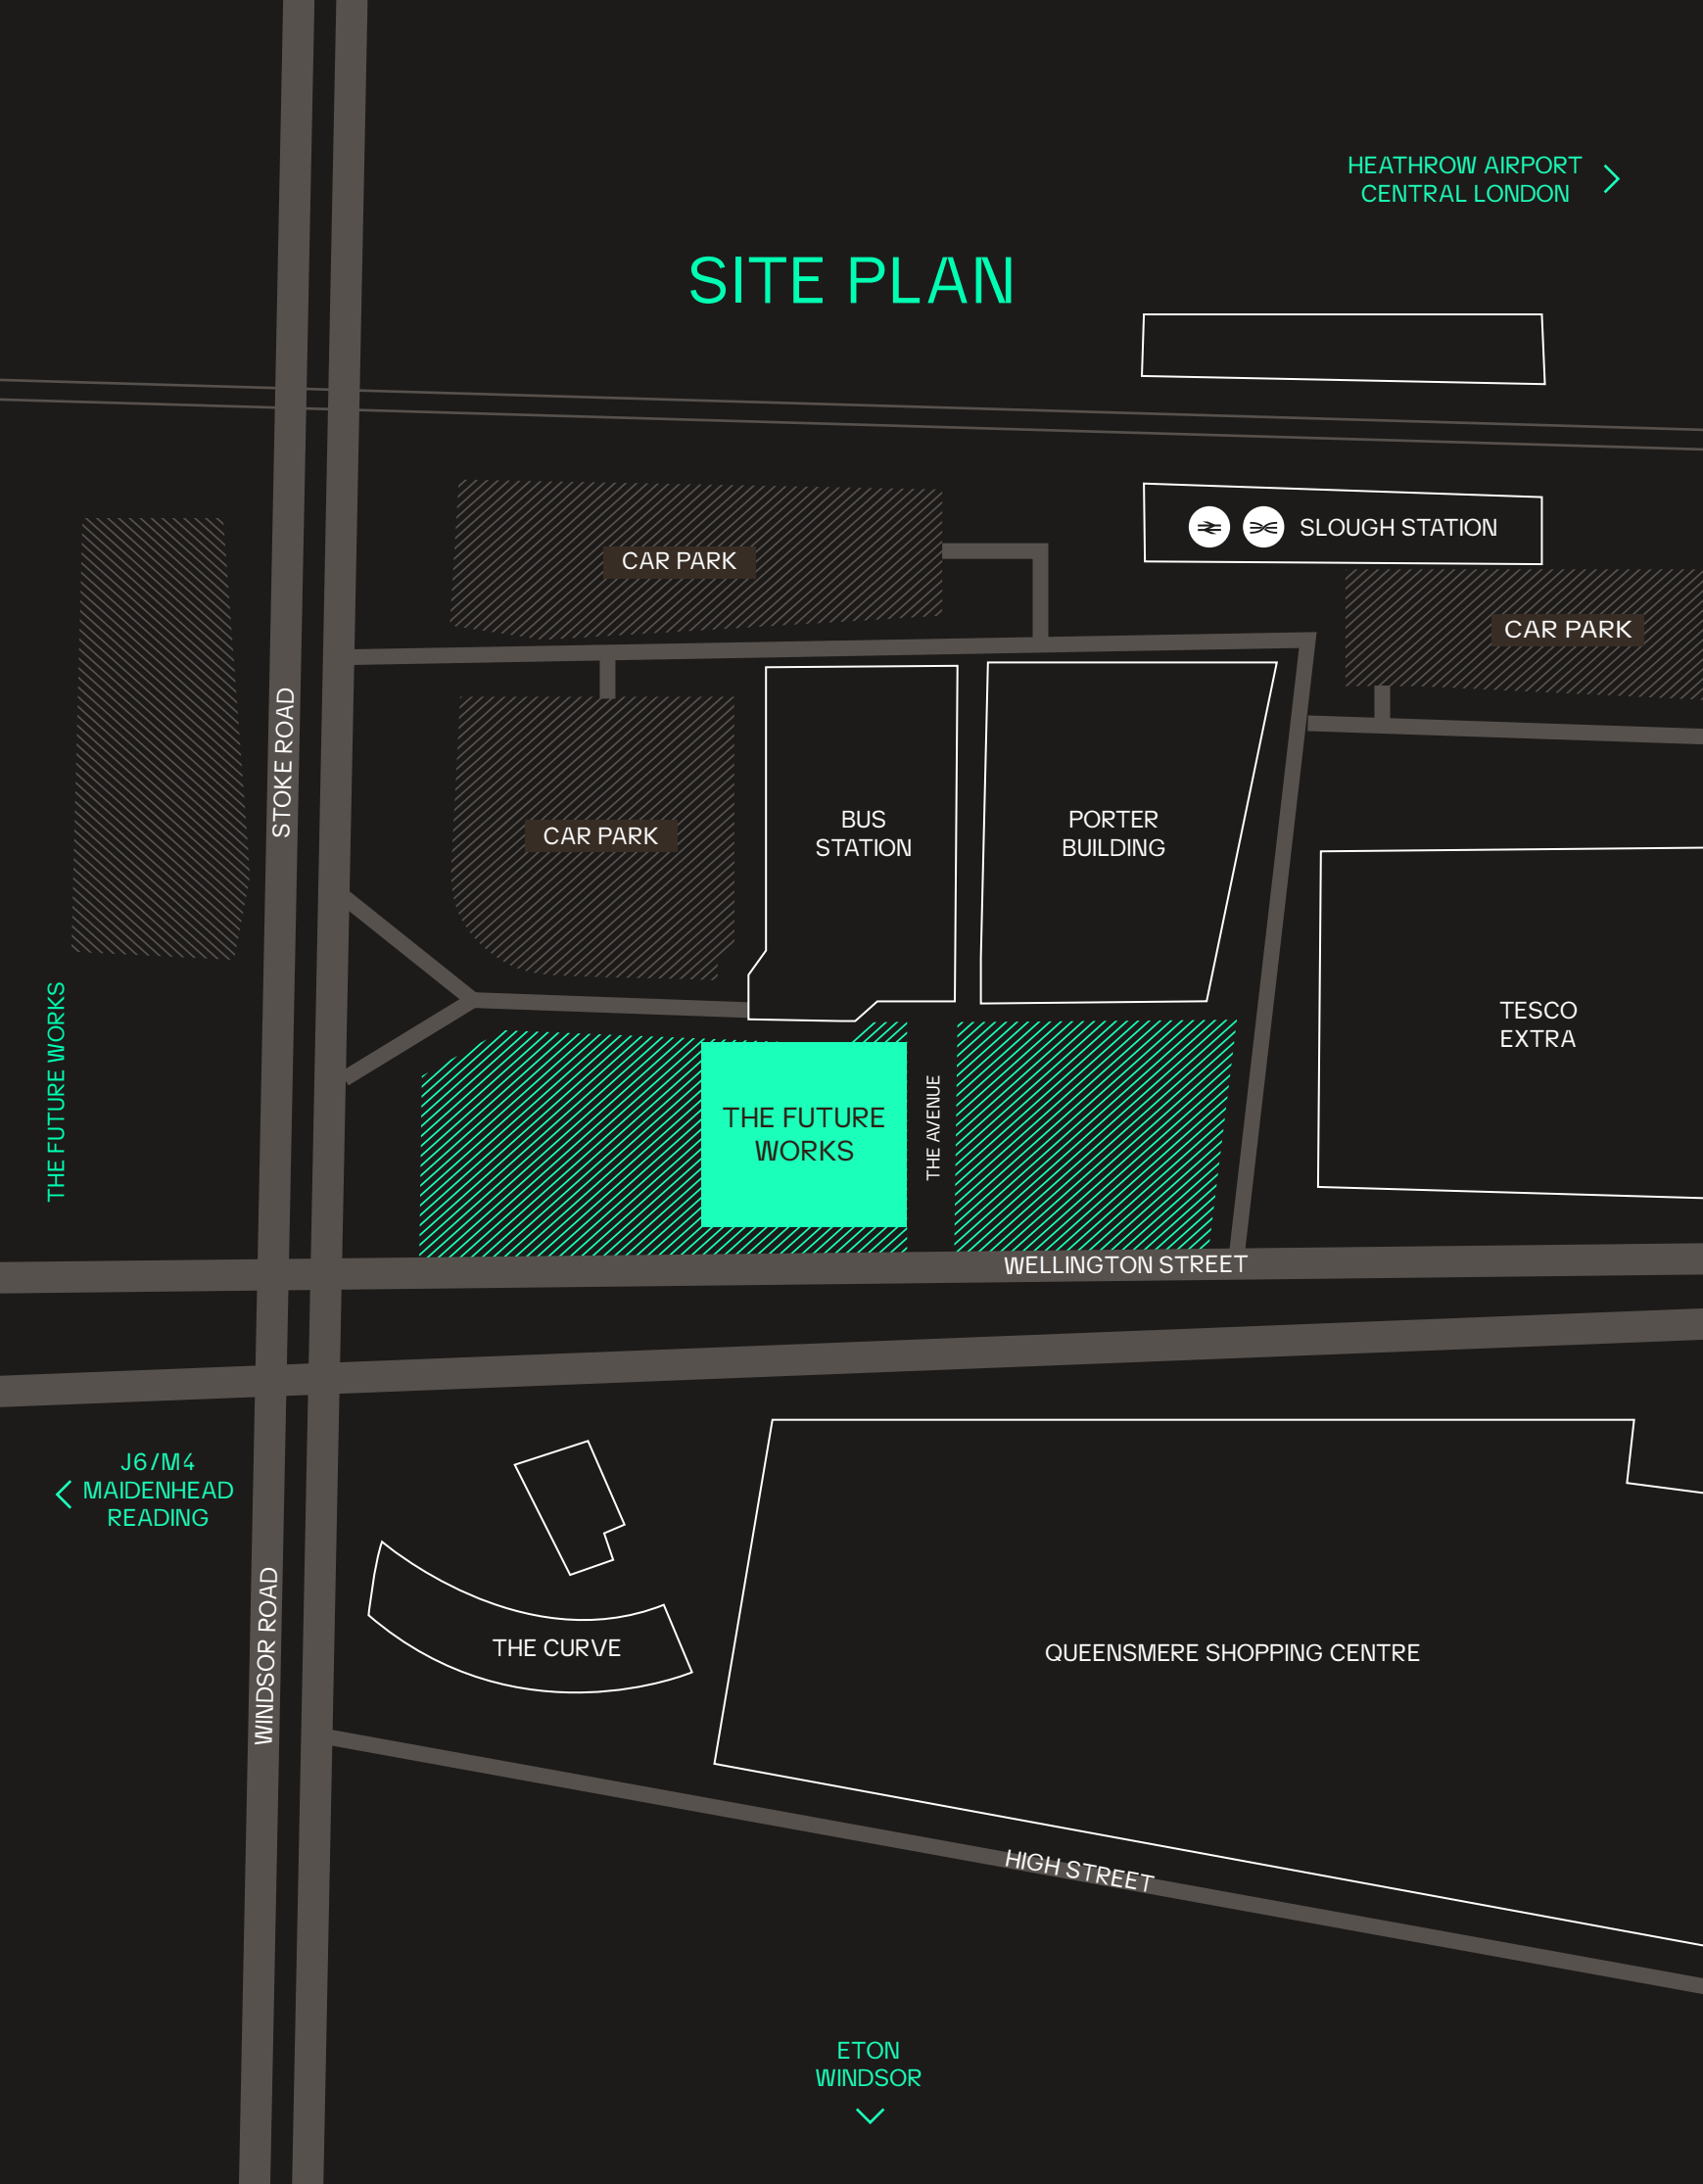 HEATHROW AIRPORT
CENTRAL LONDON
SITE PLAN
SLOUGH STATION
CAR PARK
CAR PARK
STOKE ROAD
CAR PARK
BUS
STATION
PORTER
BUILDING
TESCO
EXTRA
THE FUTURE WORKS
THE FUTURE
WORKS
THE AVENUE
WELLINGTON STREET
J6/M4
MAIDENHEAD
READING
WINDSOR ROAD
THE CURVE
QUEENSMERE SHOPPING CENTRE
HIGH STREET
ETON
WINDSOR